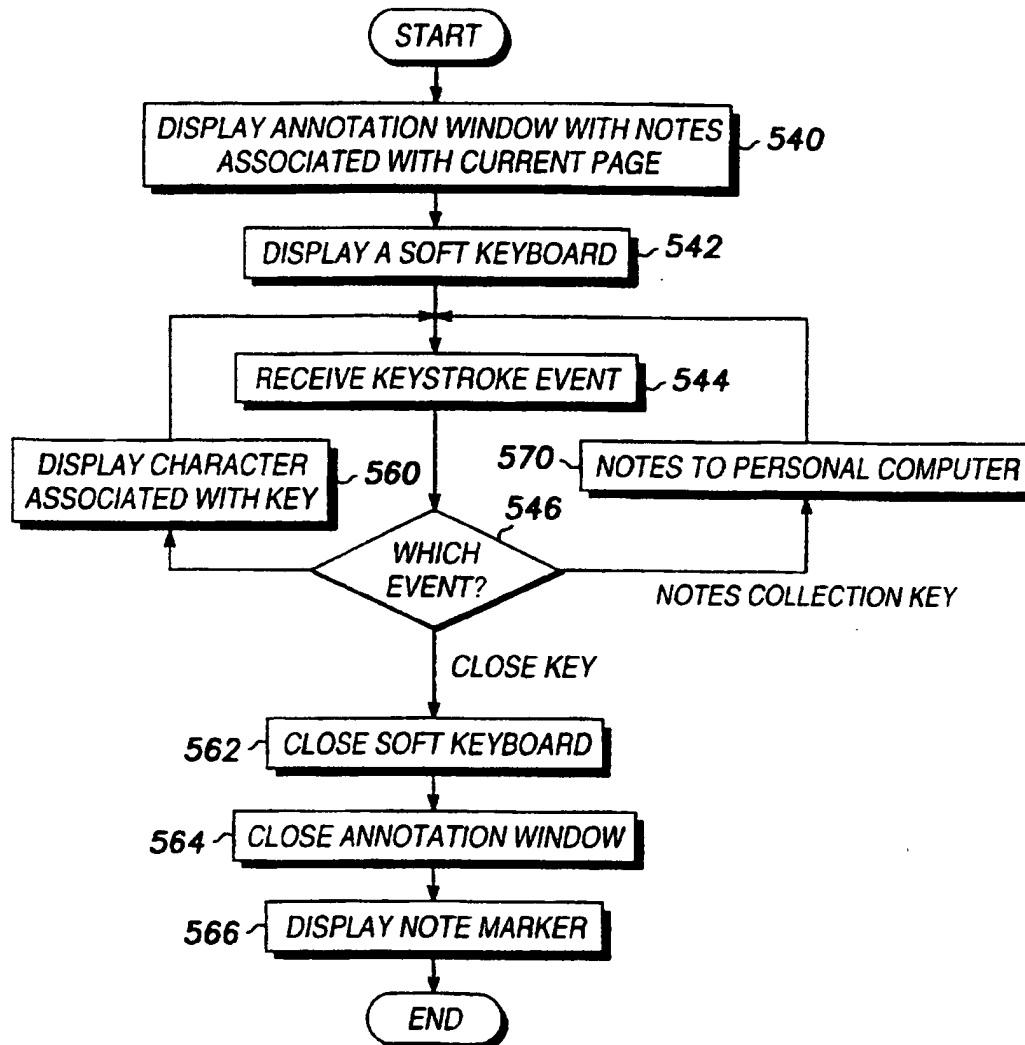 START
DISPLAY ANNOTATION WINDOW WITH NOTES
ASSOCIATED WITH CURRENT PAGE
540
DISPLAY A SOFT KEYBOARD
542
RECEIVE KEYSTROKE EVENT
544
DISPLAY CHARACTER
ASSOCIATED WITH KEY
560
570
NOTES TO PERSONAL COMPUTER
546
WHICH
EVENT?
NOTES COLLECTION KEY
CLOSE KEY
562
CLOSE SOFT KEYBOARD
564
CLOSE ANNOTATION WINDOW
566
DISPLAY NOTE MARKER
END